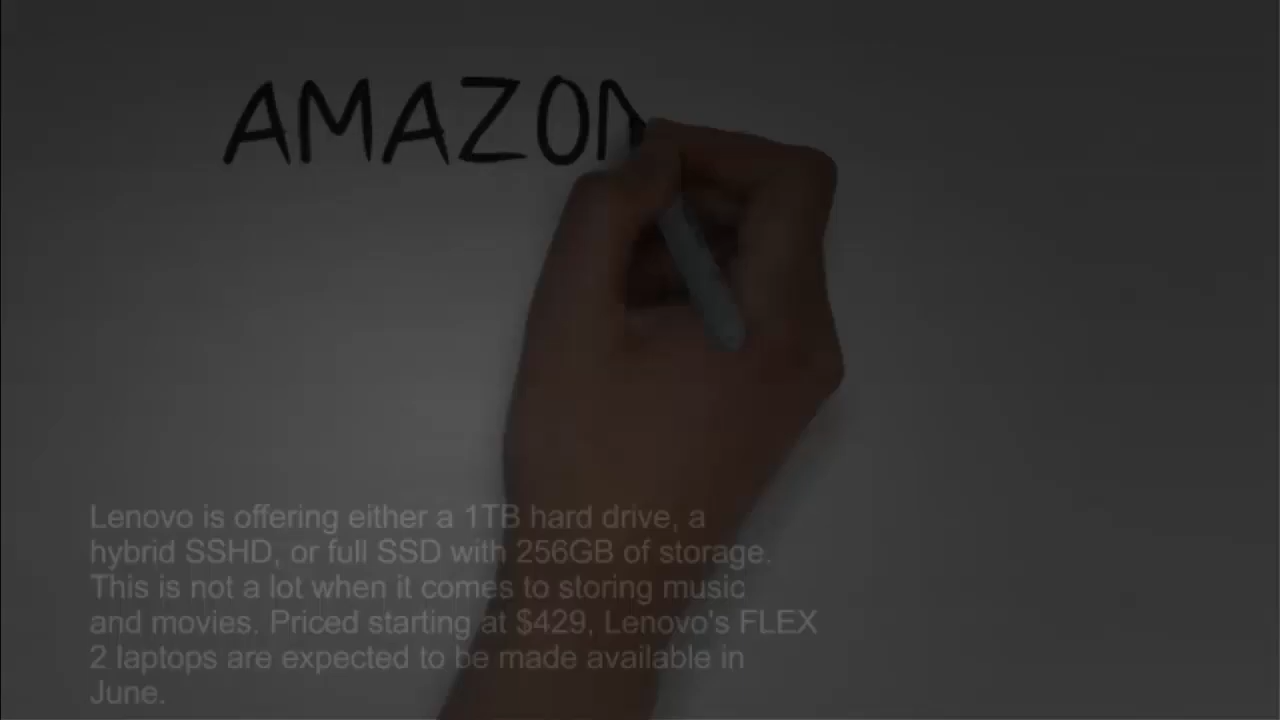 AMAZON
Lenovo is offering either a 1TB hard drive, a
hybrid SSHD, or full SSD with 256GB of storage.
This is not a lot when it comes to storing music
and movies. Priced starting at $429, Lenovo's FLEX
2 laptops are expected to be made available in
June.